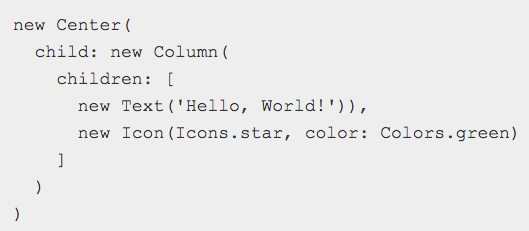 new Center(
  child: new Column(
    children: [
      new Text('Hello, World!')),
      new Icon(Icons.star, color: Colors.green)
    ]
  )
)